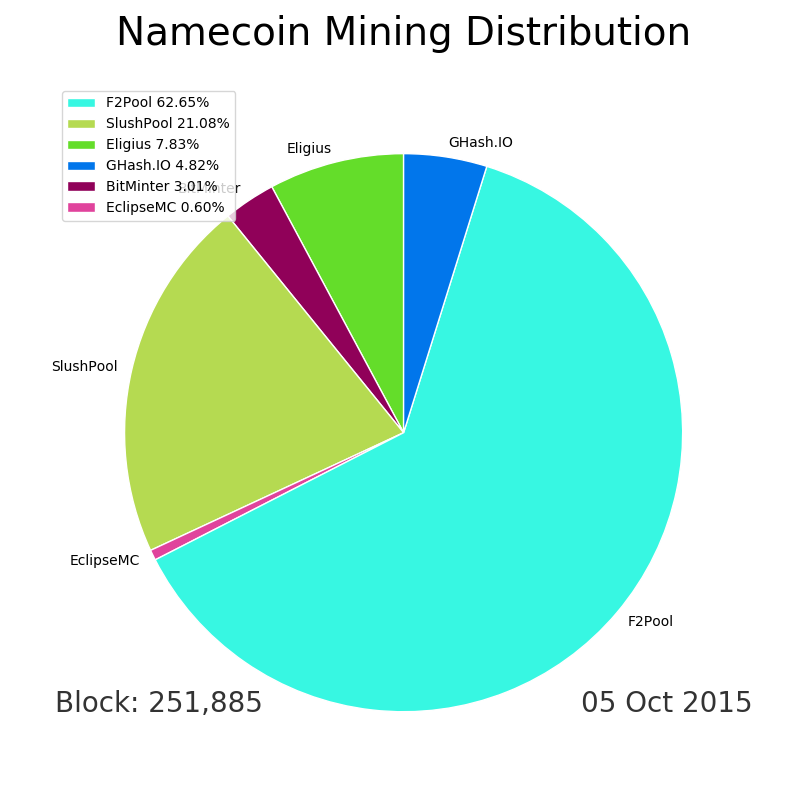 Namecoin Mining Distribution
F2Pool 62.65%
SlushPool 21.08%
Eligius 7.83%
GHash.IO 4.82%
BitMinter 3.01%
EclipseMC 0.60%
GHash.IO
Eligius
BitMinter
SlushPool
EclipseMC
F2Pool
Block: 251,885
05 Oct 2015